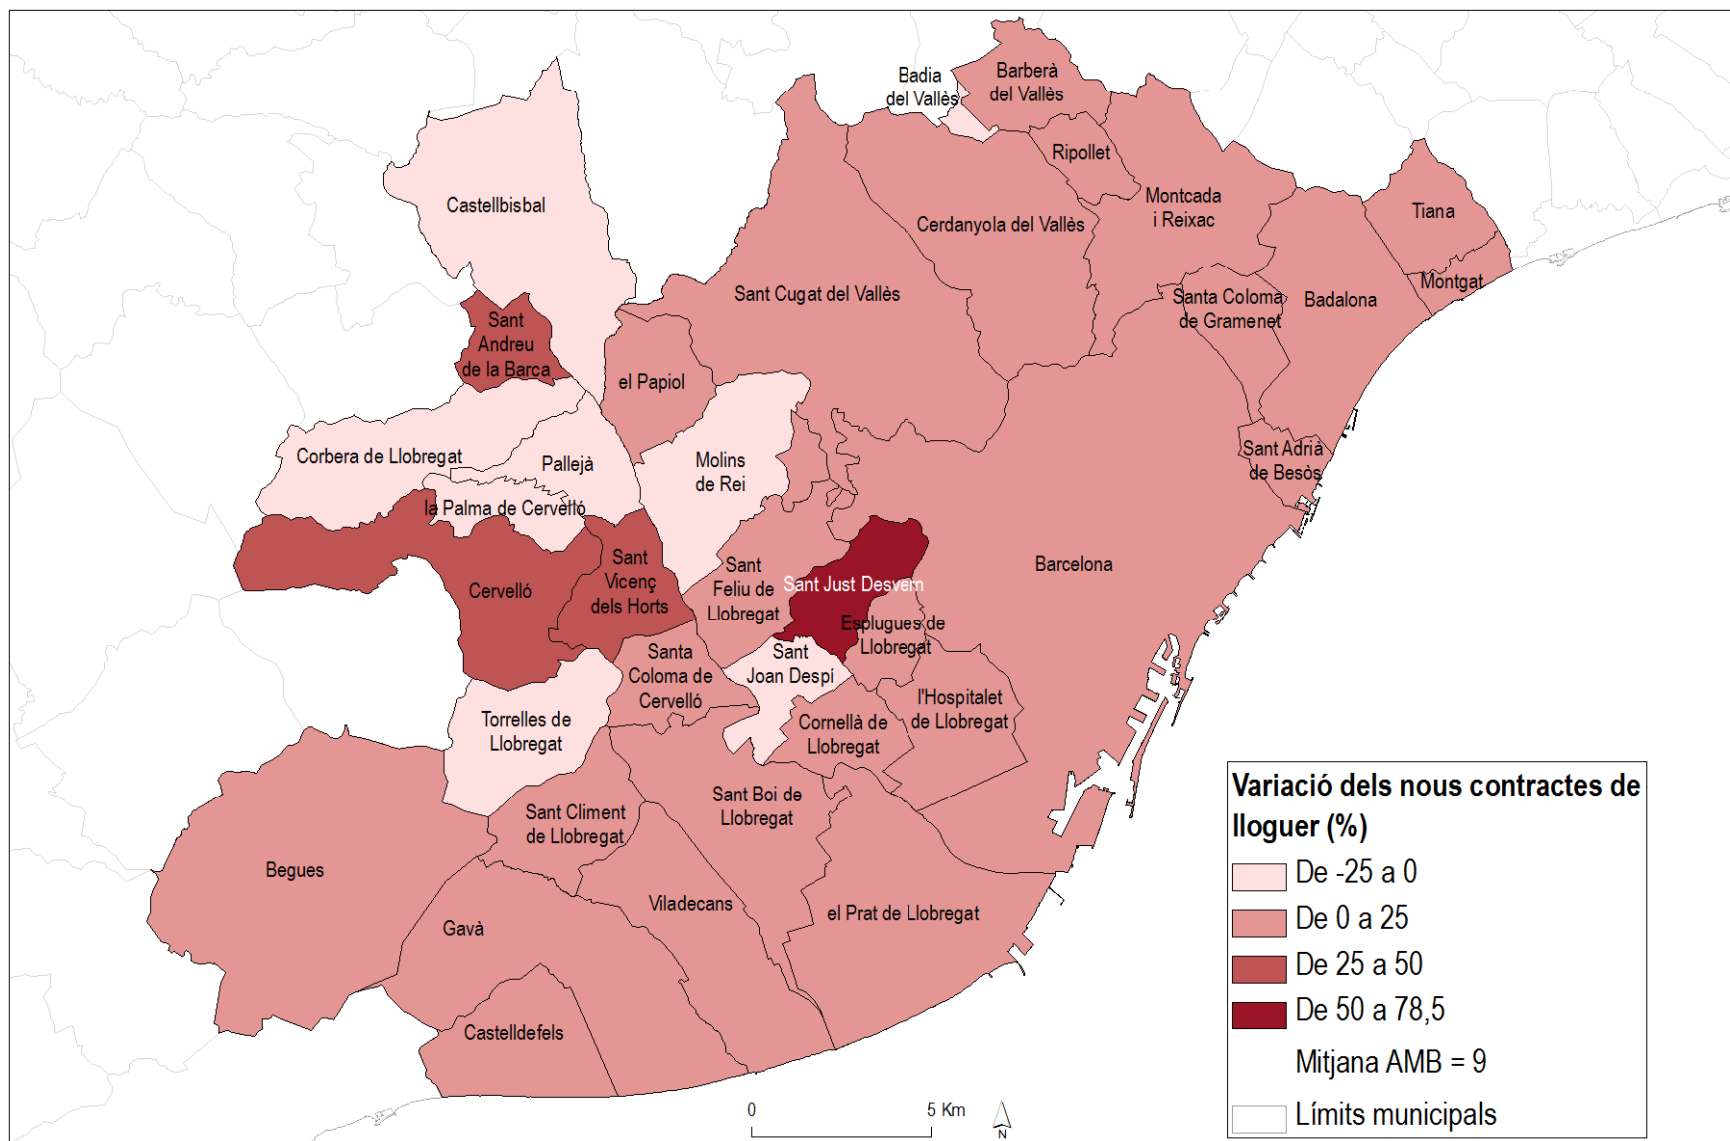 Badia
del Vallès
Barberà
del Vallès
Ripollet
Castellbisbal
Cerdanyola del Vallès
Montcada
i Reixac
Tiana
Montgat
Sant Cugat del Vallès
Santa Coloma
de Gramenet
Badalona
Sant
Andreu
de la Barca
el Papiol
Corbera de Llobregat
Pallejà
Molins
de Rei
Sant Adrià
de Besòs
la Palma de Cervelló
Sant
Vicenç
dels Horts
Cervelló
Sant
Feliu de
Llobregat
Sant Just Desvern
Barcelona
Esplugues de
Llobregat
Santa
Coloma de
Cervelló
Sant
Joan Despí
Torrelles de
Llobregat
Cornellà de
Llobregat
l'Hospitalet
de Llobregat
Sant Climent
de Llobregat
Sant Boi de
Llobregat
Begues
Gavà
Viladecans
el Prat de Llobregat
Castelldefels
Variació dels nous contractes de
lloguer (%)
De -25 a 0
De 0 a 25
De 25 a 50
De 50 a 78,5
Mitjana AMB = 9
Límits municipals
0 5 Km
N